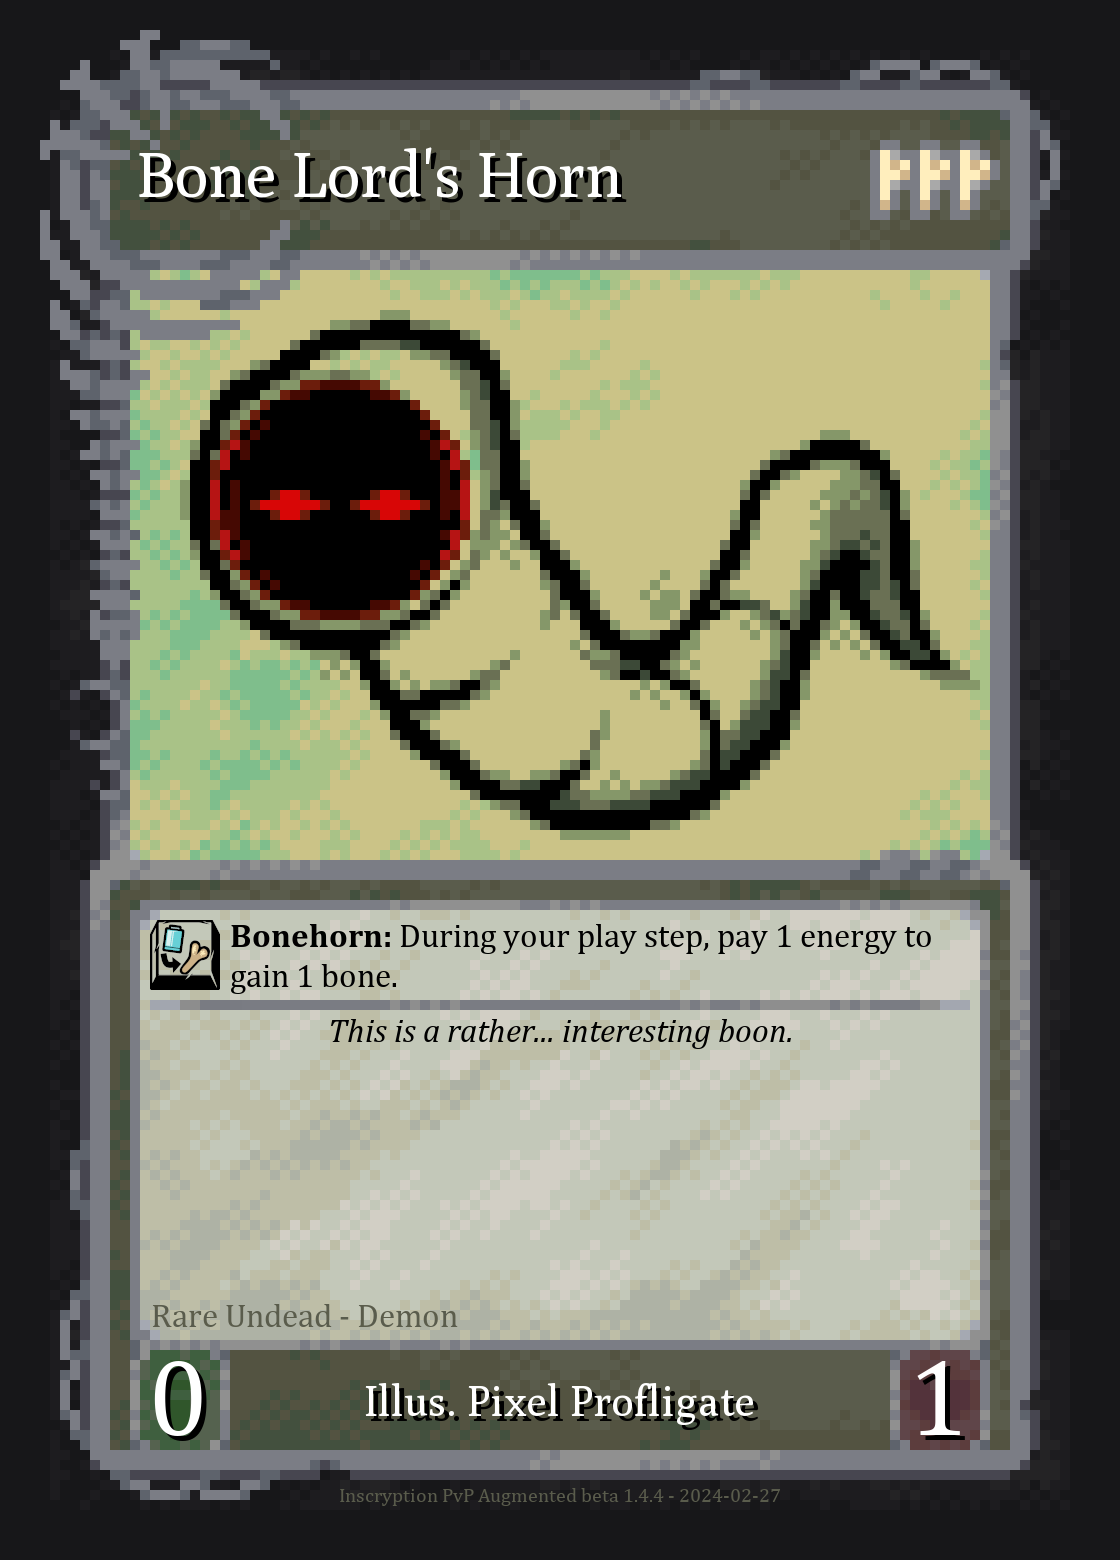 Bone Lord's Horn
Bonehorn: During your play step, pay 1 energy to
gain 1 bone.
This is a rather... interesting boon.
Rare Undead - Demon
0
Illus. Pixel Profligate
1
Inscryption PvP Augmented beta 1.4.4 - 2024-02-27